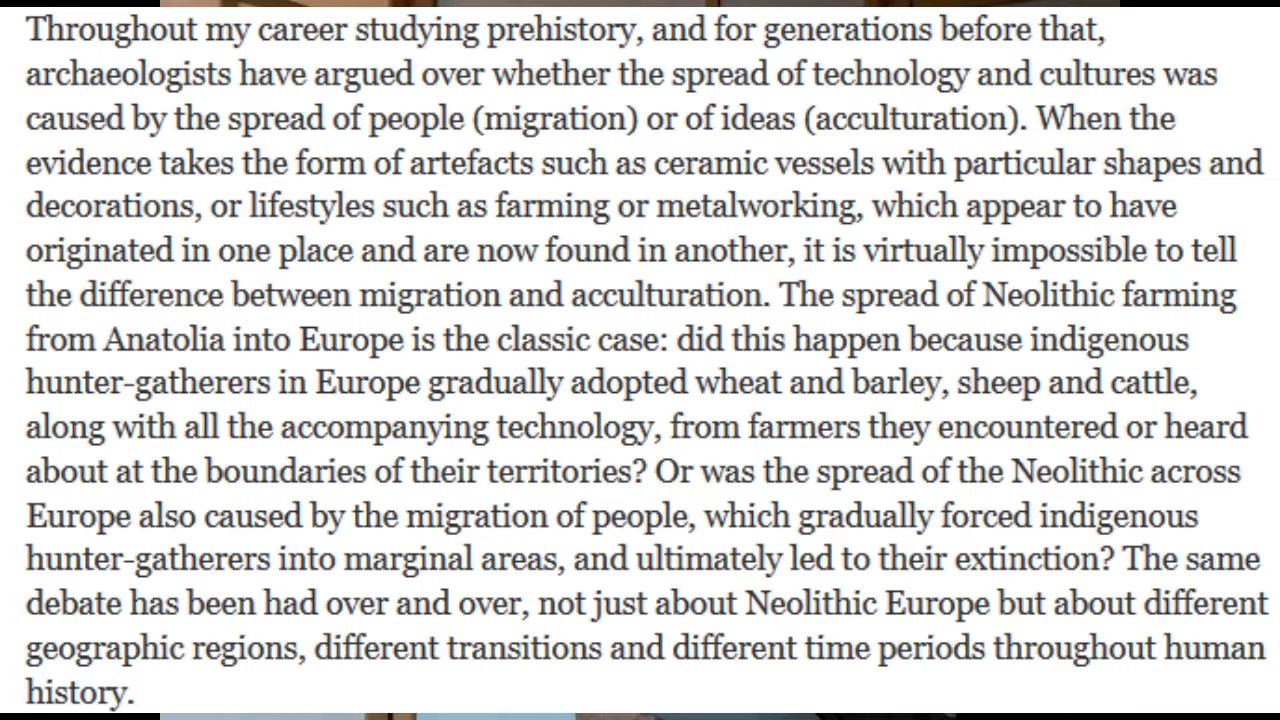 Throughout my career studying prehistory, and for generations before that,
archaeologists have argued over whether the spread of technology and cultures was
caused by the spread of people (migration) or of ideas (acculturation). When the
evidence takes the form of artefacts such as ceramic vessels with particular shapes and
decorations, or lifestyles such as farming or metalworking, which appear to have
originated in one place and are now found in another, it is virtually impossible to tell
the difference between migration and acculturation. The spread of Neolithic farming
from Anatolia into Europe is the classic case: did this happen because indigenous
hunter-gatherers in Europe gradually adopted wheat and barley, sheep and cattle,
along with all the accompanying technology, from farmers they encountered or heard
about at the boundaries of their territories? Or was the spread of the Neolithic across
Europe also caused by the migration of people, which gradually forced indigenous
hunter-gatherers into marginal areas, and ultimately led to their extinction? The same
debate has been had over and over, not just about Neolithic Europe but about different
geographic regions, different transitions and different time periods throughout human
history.